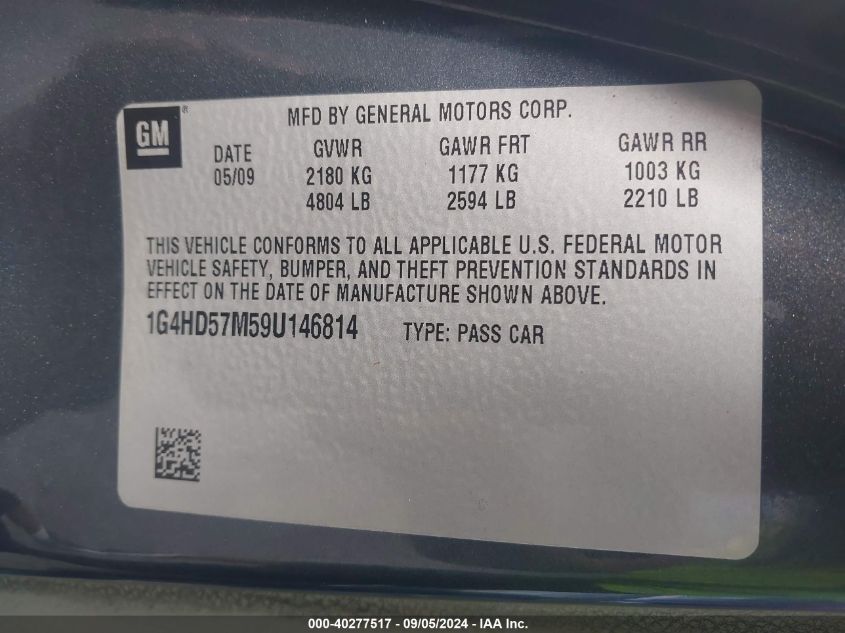 GM®
MFD BY GENERAL MOTORS CORP.
DATE GVWR GAWR FRT GAWR RR
05/09 2180 KG 1177 KG 1003 KG
4804 LB 2594 LB 2210 LB
THIS VEHICLE CONFORMS TO ALL APPLICABLE U.S. FEDERAL MOTOR
VEHICLE SAFETY, BUMPER, AND THEFT PREVENTION STANDARDS IN
EFFECT ON THE DATE OF MANUFACTURE SHOWN ABOVE.
1G4HD57M59U146814 TYPE: PASS CAR
000-40277517 - 09/05/2024 - IAA Inc.